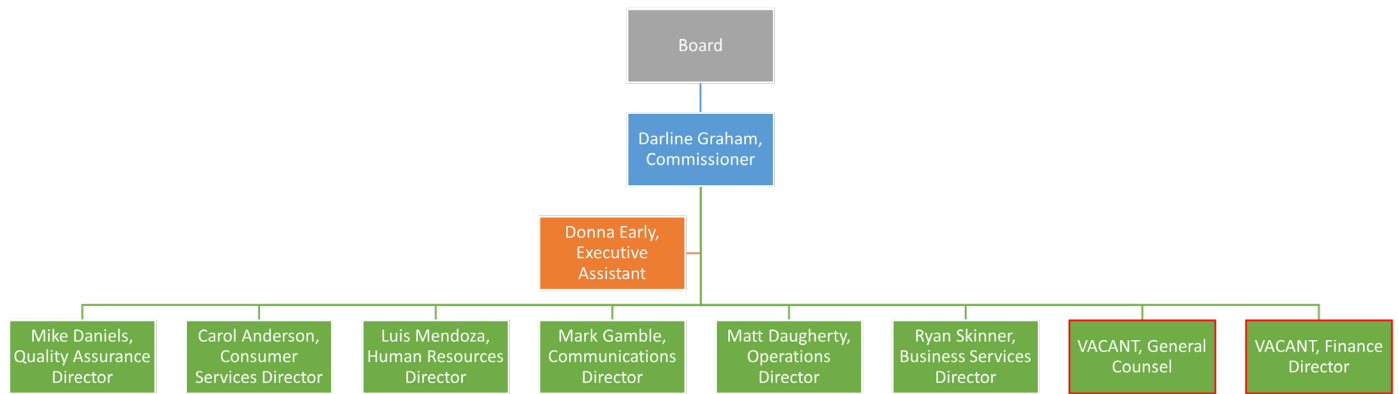 Board
Darline Graham,
Commissioner
Donna Early,
Executive
Assistant
Mike Daniels,
Quality Assurance
Director
Carol Anderson,
Consumer
Services Director
Luis Mendoza,
Human Resources
Director
Mark Gamble,
Communications
Director
Matt Daugherty,
Operations
Director
Ryan Skinner,
Business Services
Director
VACANT, General
Counsel
VACANT, Finance
Director